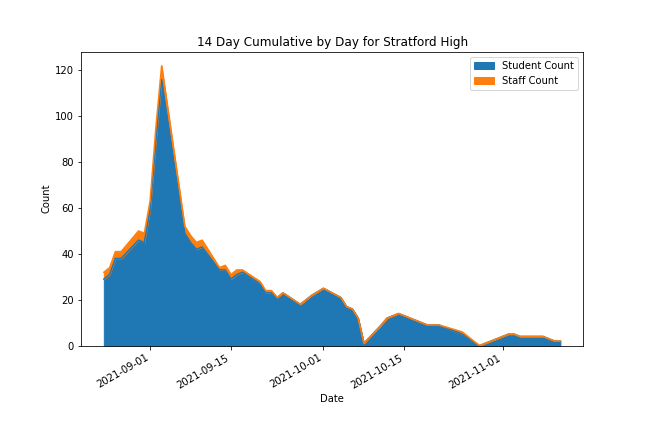 14 Day Cumulative by Day for Stratford High
Student Count
Staff Count
120
100
80
60
40
20
0
Count
2021-09-01
2021-09-15
2021-10-01
2021-10-15
2021-11-01
Date